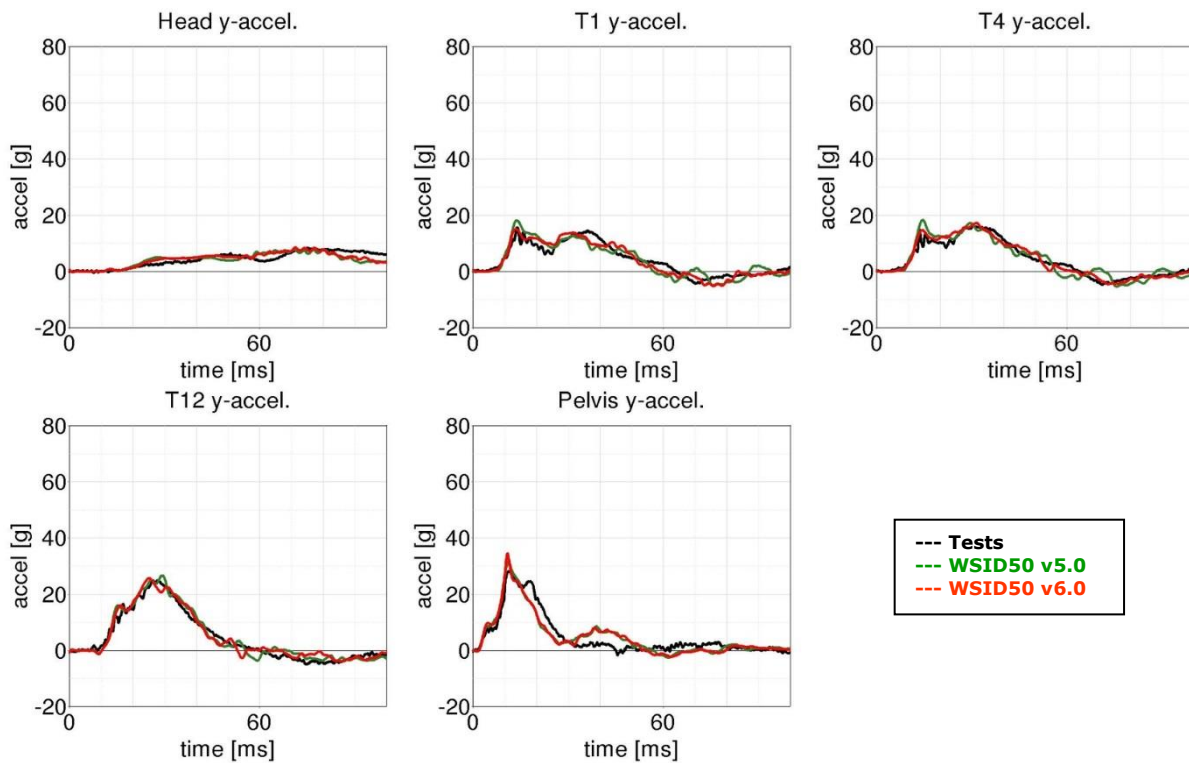 Head y-accel.
80
60
40
20
0
-20
accel [g]
0
60
time [ms]
T1 y-accel.
80
60
40
20
0
-20
accel [g]
0
60
time [ms]
T4 y-accel.
80
60
40
20
0
-20
accel [g]
0
60
time [ms]
T12 y-accel.
80
60
40
20
0
-20
accel [g]
0
60
time [ms]
Pelvis y-accel.
80
60
40
20
0
-20
accel [g]
0
60
time [ms]
--- Tests
--- WSID50 v5.0
--- WSID50 v6.0